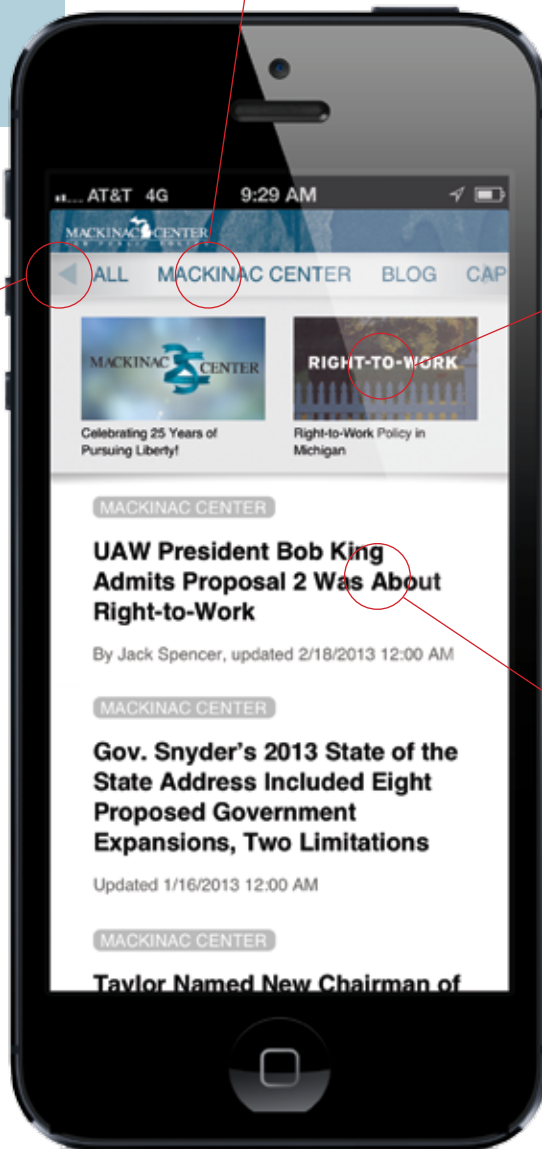 AT&T 4G 9:29 AM
MACKINAC CENTER
FOR PUBLIC POLICY
ALL MACKINAC CENTER BLOG CAP
MACKINAC 25 CENTER
RIGHT-TO-WORK
Celebrating 25 Years of
Pursuing Liberty!
Right-to-Work Policy in
Michigan
MACKINAC CENTER
UAW President Bob King
Admits Proposal 2 Was About
Right-to-Work
By Jack Spencer, updated 2/18/2013 12:00 AM
MACKINAC CENTER
Gov. Snyder's 2013 State of the
State Address Included Eight
Proposed Government
Expansions, Two Limitations
Updated 1/16/2013 12:00 AM
MACKINAC CENTER
Taylor Named New Chairman of